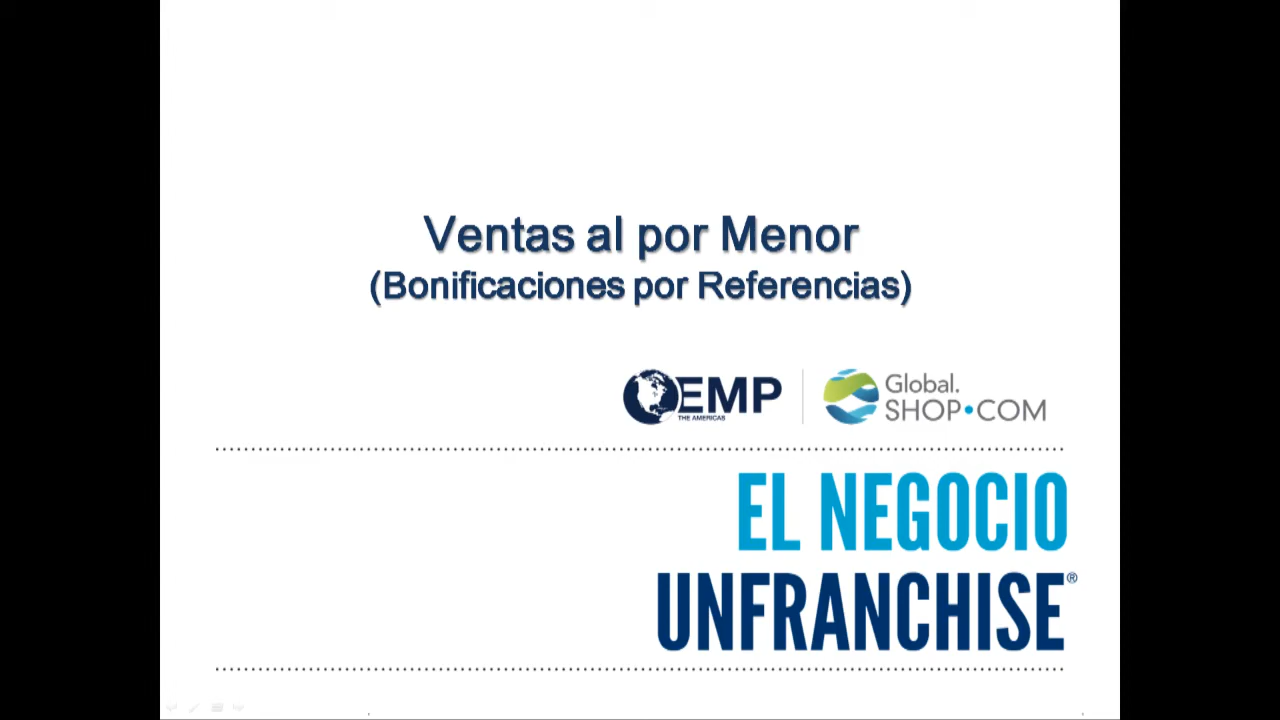 Ventas al por Menor
(Bonificaciones por Referencias)
EMP
THE AMERICAS
Global.
SHOP•COM
EL NEGOCIO
UNFRANCHISE®